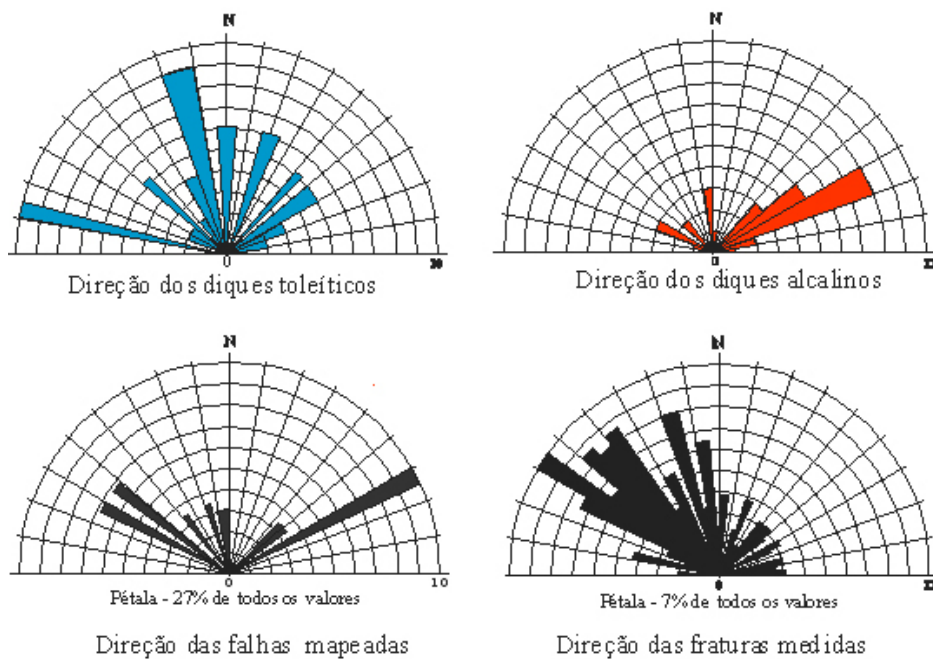 N
N
0
0
Direção dos diques toleíticos
Direção dos diques alcalinos
N
N
0
10
0
Pétala - 27% de todos os valores
Pétala - 7% de todos os valores
Direção das falhas mapeadas
Direção das fraturas medidas